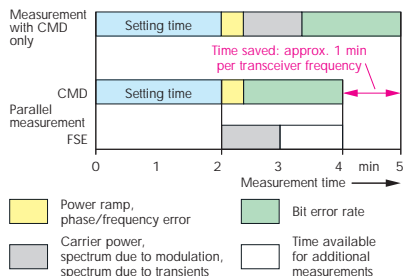 Measurement
with CMD
only
Setting time
Time saved: approx. 1 min
per transceiver frequency
CMD
Setting time
Parallel
measurement
FSE
0 1 2 3 4 min 5
Measurement time
Power ramp,
phase/frequency error
Bit error rate
Carrier power,
spectrum due to modulation,
spectrum due to transients
Time available
for additional
measurements